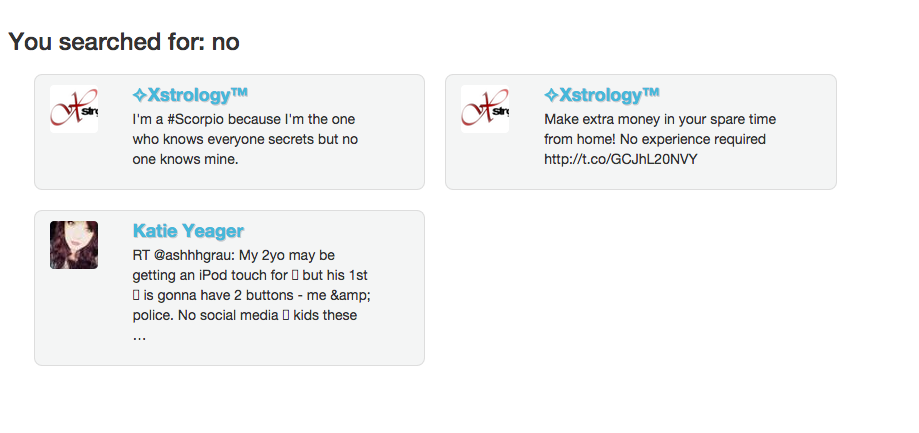 You searched for: no
✧Xstrology™
I'm a #Scorpio because I'm the one
who knows everyone secrets but no
one knows mine.
✧Xstrology™
Make extra money in your spare time
from home! No experience required
http://t.co/GCJhL20NVY
Katie Yeager
RT @ashhhgrau: My 2yo may be
getting an iPod touch for ▯ but his 1st
▯ is gonna have 2 buttons - me &amp;
police. No social media ▯ kids these
…